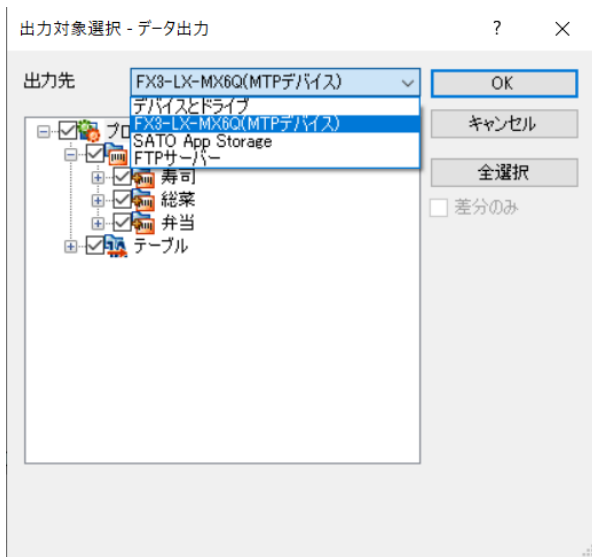 出力対象選択 - データ出力
?
出力先
FX3-LX-MX6Q(MTPデバイス)
OK
デバイスとドライブ
FX3-LX-MX6Q(MTPデバイス)
SATO App Storage
FTPサーバー
キャンセル
プロ
全選択
差分のみ
寿司
総菜
弁当
テーブル